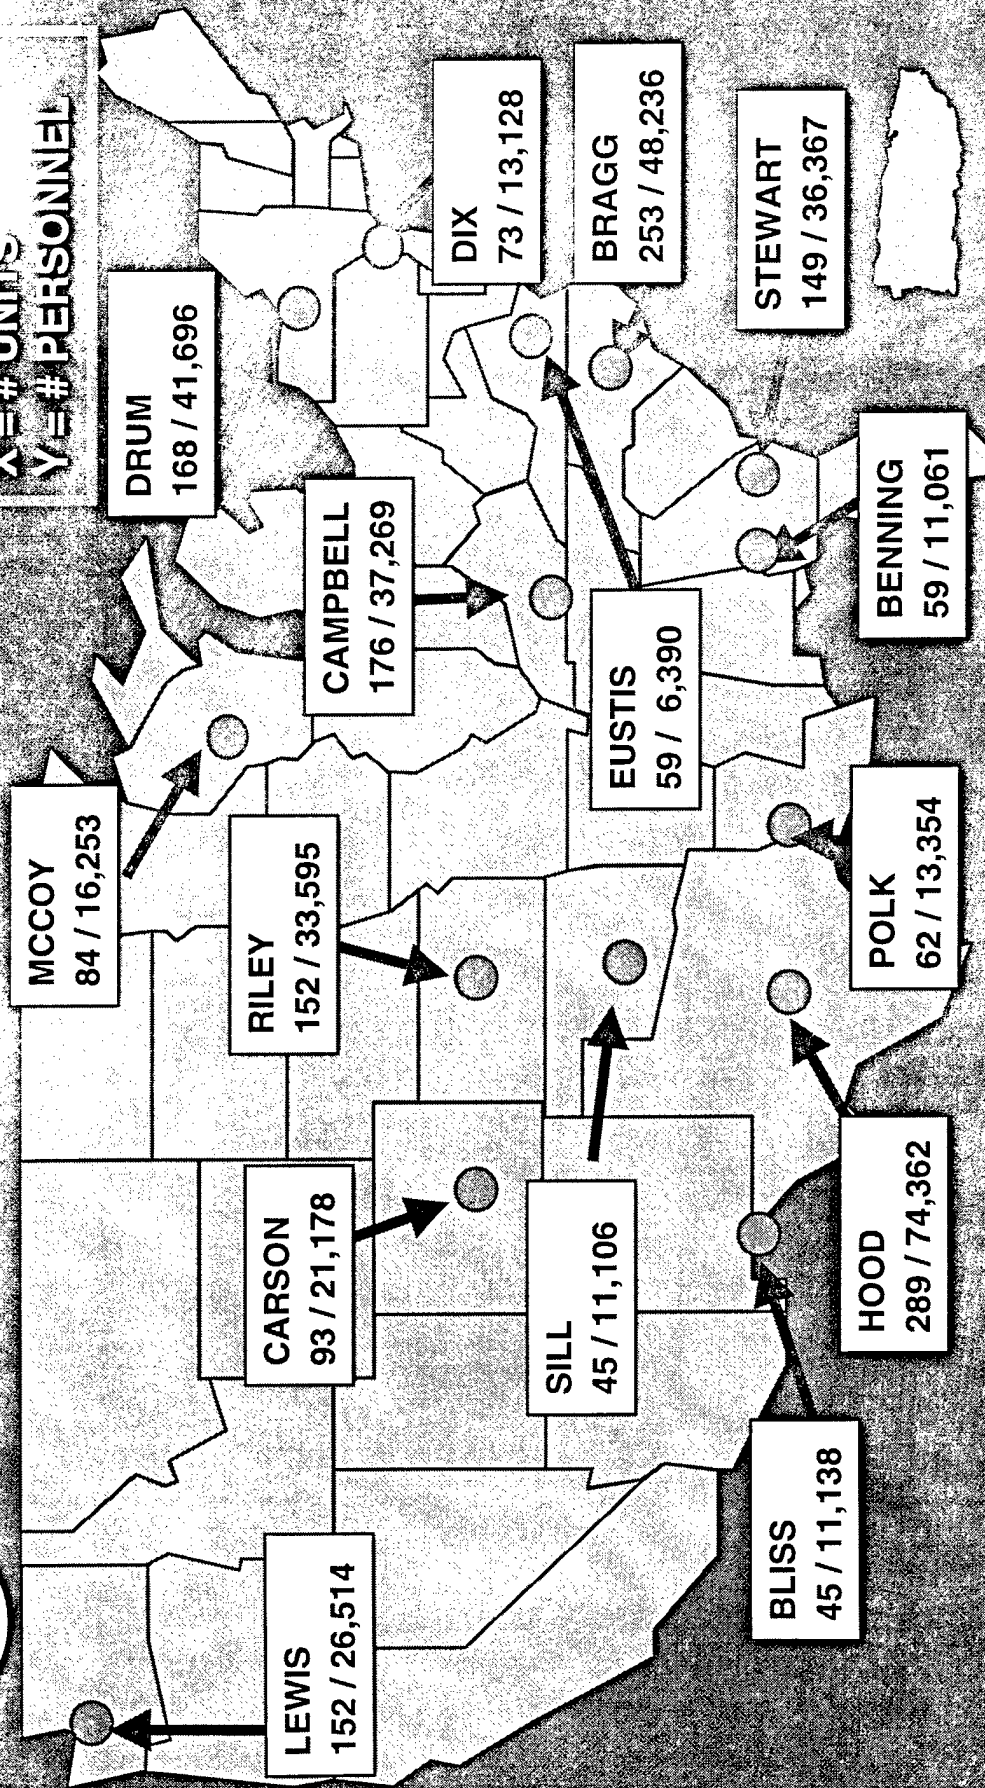 X = # UNITS
Y = # PERSONNEL
MCCOY
84 / 16,253
DRUM
168 / 41,696
LEWIS
152 / 26,514
CARSON
93 / 21,178
RILEY
152 / 33,595
CAMPBELL
176 / 37,269
DIX
73 / 13,128
BRAGG
253 / 48,236
SILL
45 / 11,106
EUSTIS
59 / 6,390
STEWART
149 / 36,367
BLISS
45 / 11,138
HOOD
289 / 74,362
POLK
62 / 13,354
BENNING
59 / 11,061